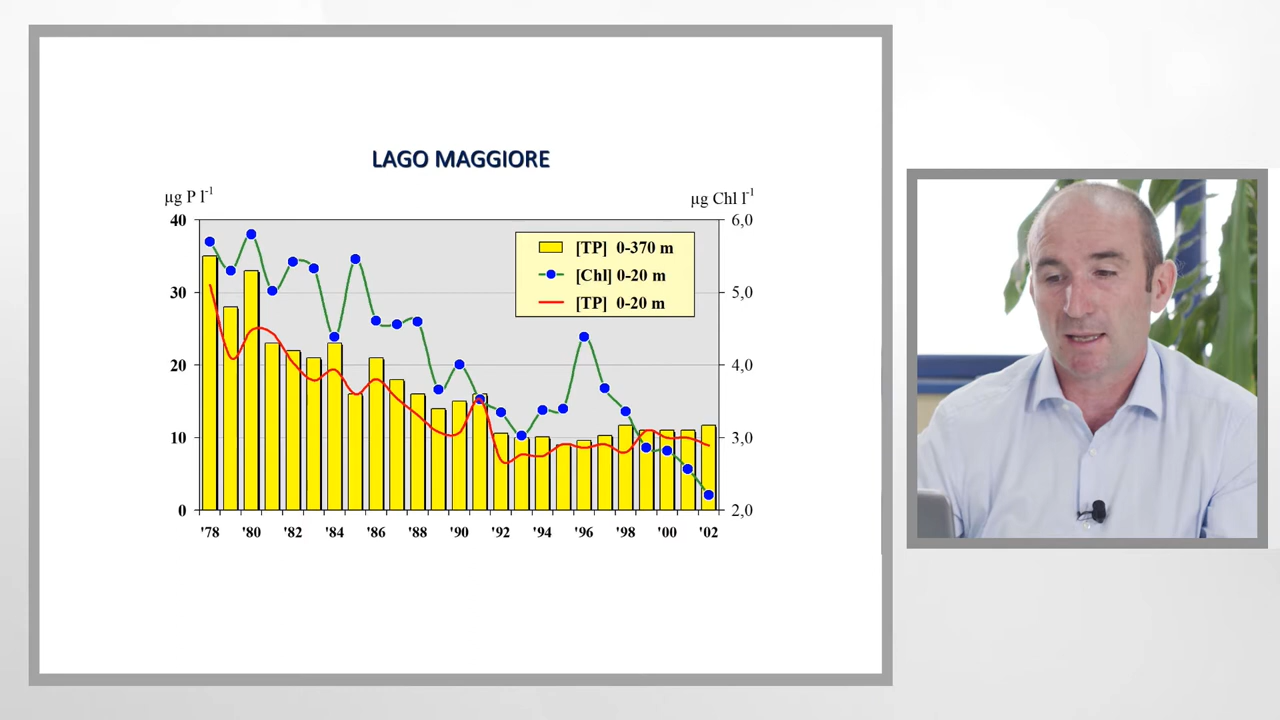 LAGO MAGGIORE
µg P l⁻¹
µg Chl l⁻¹
40
30
20
10
0
6,0
5,0
4,0
3,0
2,0
[TP] 0-370 m
[Chl] 0-20 m
[TP] 0-20 m
'78 '80 '82 '84 '86 '88 '90 '92 '94 '96 '98 '00 '02